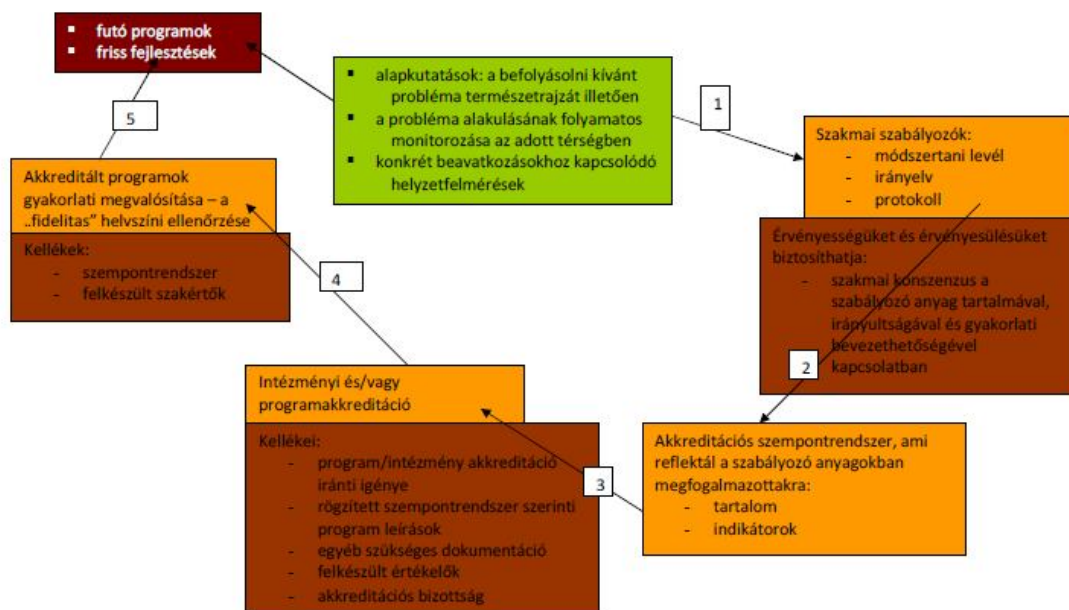 ▪ futó programok
▪ friss fejlesztések
▪ alapkutatások: a befolyásolni kívánt
probléma természetrajzát illetően
▪ a probléma alakulásának folyamatos
monitorozása az adott térségben
▪ konkrét beavatkozásokhoz kapcsolódó
helyzetfelmérések
1
Szakmai szabályozók:
- módszertani levél
- irányelv
- protokoll
Érvényességüket és érvényesülésüket
biztosíthatja:
- szakmai konszenzus a
szabályozó anyag tartalmával,
irányultságával és gyakorlati
bevezethetőségével
kapcsolatban
2
Akkreditációs szempontrendszer, ami
reflektál a szabályozó anyagokban
megfogalmazottakra:
- tartalom
- indikátorok
3
Intézményi és/vagy
programakkreditáció
Kellékei:
- program/intézmény akkreditáció
iránti igénye
- rögzített szempontrendszer szerinti
program leírások
- egyéb szükséges dokumentáció
- felkészült értékelők
- akkreditációs bizottság
4
Akkreditált programok
gyakorlati megvalósítása – a
„fidelitas” helyszíni ellenőrzése
Kellékek:
- szempontrendszer
- felkészült szakértők
5